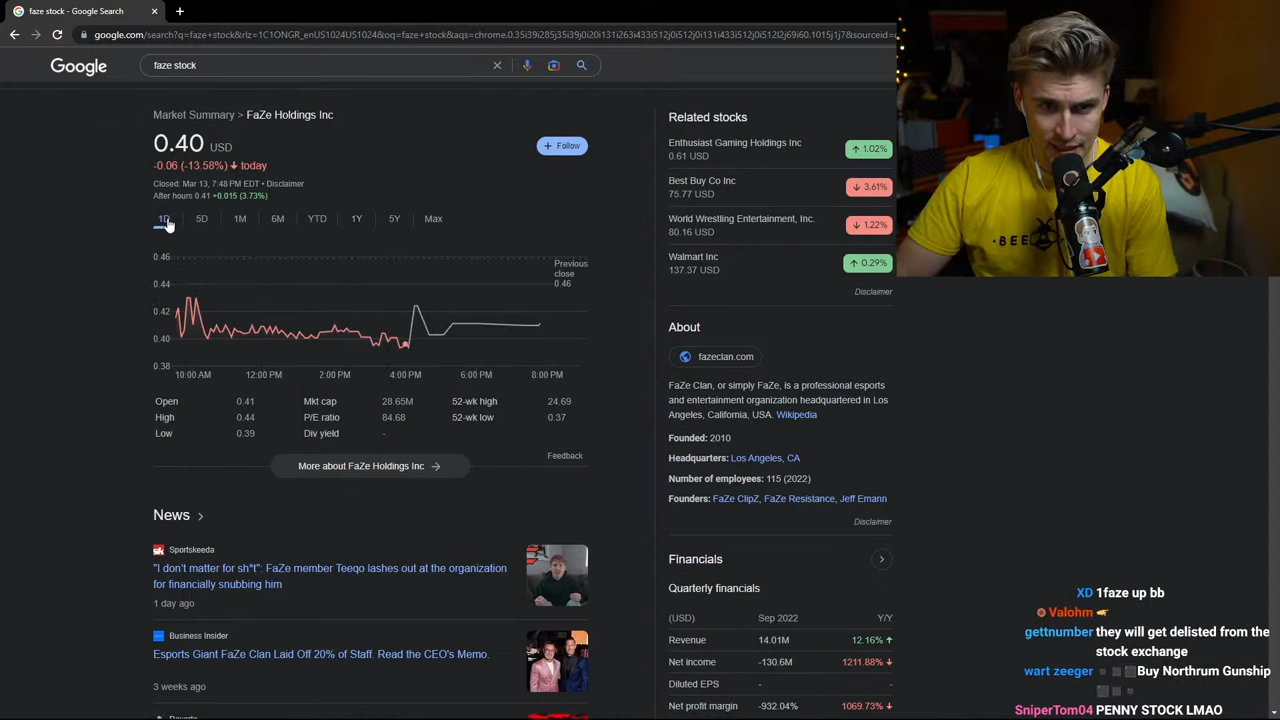 faze stock - Google Search
google.com/search?q=faze+stock&rlz=1C1ONGR_enUS1024US1024&oq=faze+stock&aqs=chrome.0.35i39i285j35i39j0i20i131i263i433i512j0i512j0i131i433i512j0i512j69i60.1015j1j7&sourceid=
Google
faze stock
Market Summary > FaZe Holdings Inc
0.40 USD
+ Follow
-0.06 (-13.58%) today
Closed: Mar 13, 7:48 PM EDT • Disclaimer
After hours 0.41 +0.015 (3.73%)
1D 5D 1M 6M YTD 1Y 5Y Max
0.46
0.44
0.42
0.40
0.38
Previous
close
0.46
10:00 AM 12:00 PM 2:00 PM 4:00 PM 6:00 PM 8:00 PM
Open 0.41 Mkt cap 28.65M 52-wk high 24.69
High 0.44 P/E ratio 84.68 52-wk low 0.37
Low 0.39 Div yield -
Feedback
More about FaZe Holdings Inc
News
Sportskeeda
"I don't matter for sh*t": FaZe member Teeqo lashes out at the organization
for financially snubbing him
1 day ago
Business Insider
Esports Giant FaZe Clan Laid Off 20% of Staff. Read the CEO's Memo.
3 weeks ago
Related stocks
Enthusiast Gaming Holdings Inc
0.61 USD
1.02%
Best Buy Co Inc
75.77 USD
3.61%
World Wrestling Entertainment, Inc.
80.16 USD
1.22%
Walmart Inc
137.37 USD
0.29%
Disclaimer
About
fazeclan.com
FaZe Clan, or simply FaZe, is a professional esports
and entertainment organization headquartered in Los
Angeles, California, USA. Wikipedia
Founded: 2010
Headquarters: Los Angeles, CA
Number of employees: 115 (2022)
Founders: FaZe ClipZ, FaZe Resistance, Jeff Emann
Disclaimer
Financials
Quarterly financials
(USD) Sep 2022 Y/Y
Revenue 14.01M 12.16%
Net income -130.6M 1211.88%
Diluted EPS - -
Net profit margin -932.04% 1069.73%
BEE
XD 1faze up bb
Valohm
gettnumber they will get delisted from the
stock exchange
wart zeeger Buy Northrum Gunship
SniperTom04 PENNY STOCK LMAO